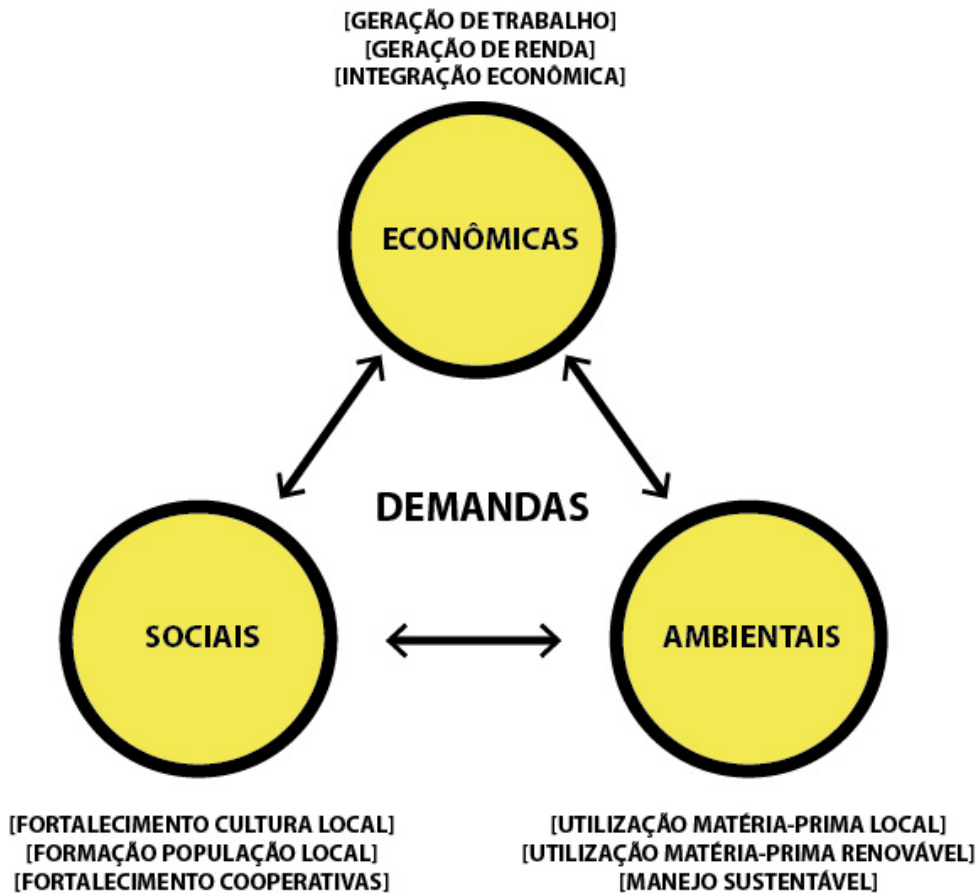 [GERAÇÃO DE TRABALHO]
[GERAÇÃO DE RENDA]
[INTEGRAÇÃO ECONÔMICA]
ECONÔMICAS
DEMANDAS
SOCIAIS
AMBIENTAIS
[FORTALECIMENTO CULTURA LOCAL]
[FORMAÇÃO POPULAÇÃO LOCAL]
[FORTALECIMENTO COOPERATIVAS]
[UTILIZAÇÃO MATÉRIA-PRIMA LOCAL]
[UTILIZAÇÃO MATÉRIA-PRIMA RENOVÁVEL]
[MANEJO SUSTENTÁVEL]